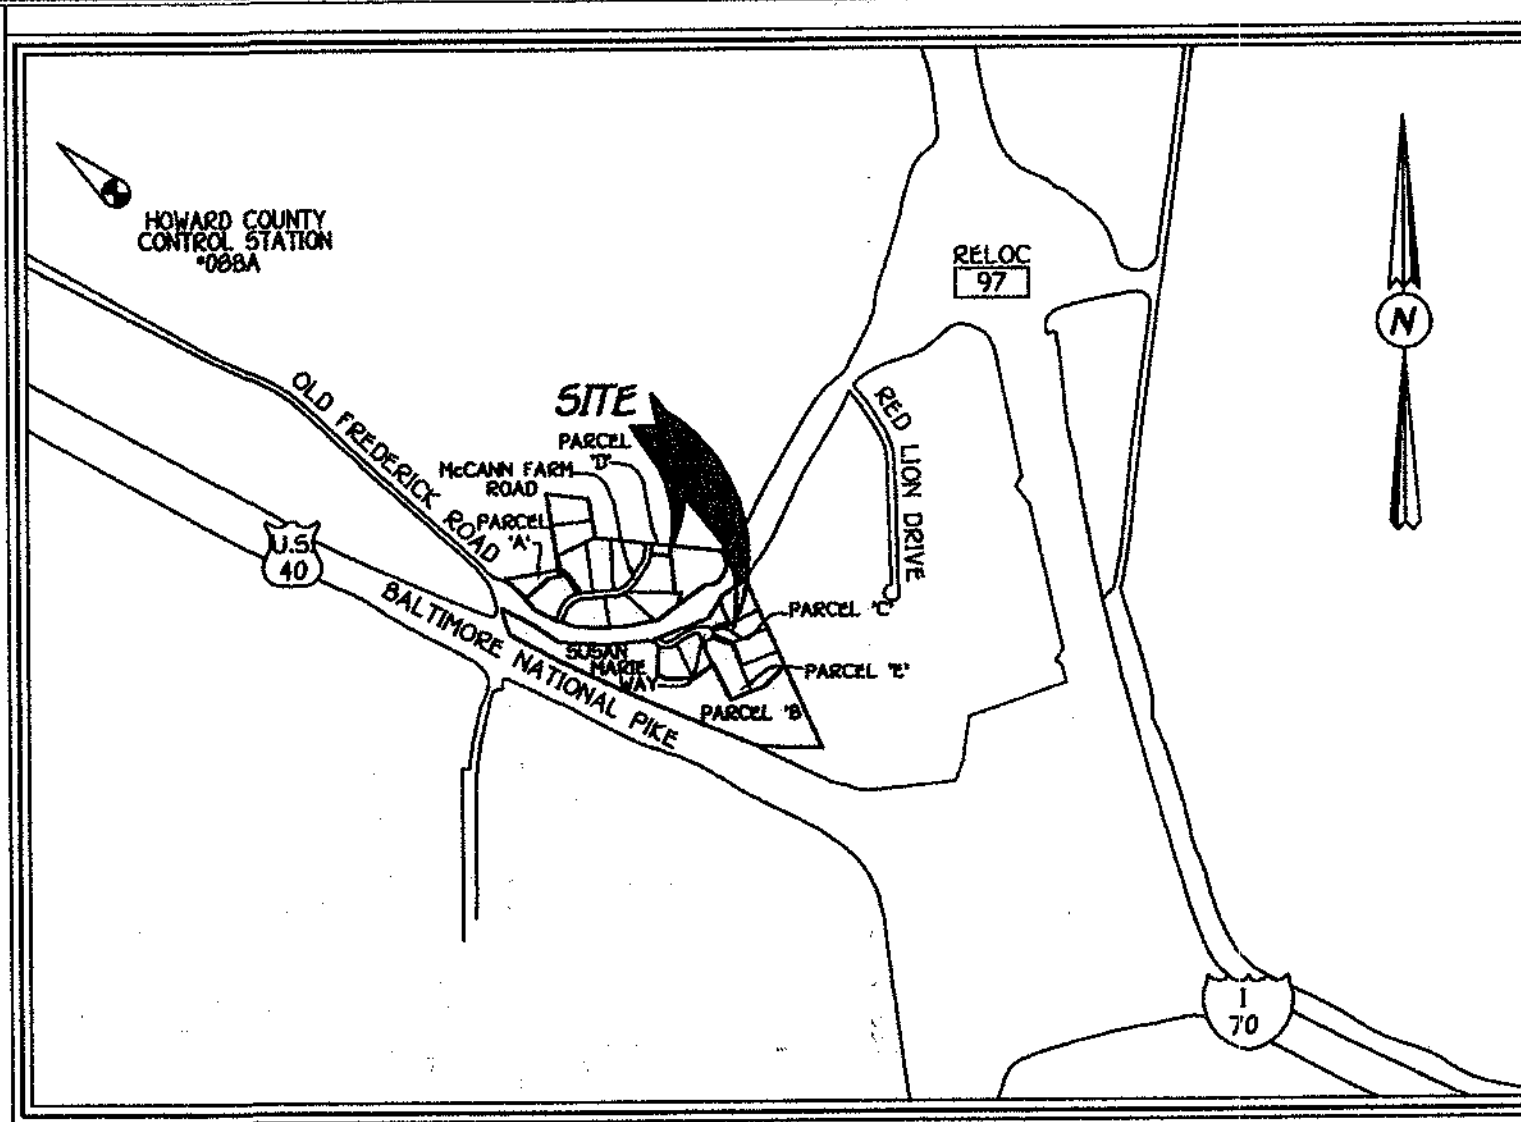 HOWARD COUNTY
CONTROL STATION
#08BA
RELOC
97
N
OLD FREDERICK ROAD
SITE
PARCEL
'D'
McCANN FARM
ROAD
PARCEL
'A'
RED LION DRIVE
U.S.
40
BALTIMORE NATIONAL PIKE
PARCEL 'C'
SUSAN
MARIE
WAY
PARCEL 'E'
PARCEL 'B'
I
70